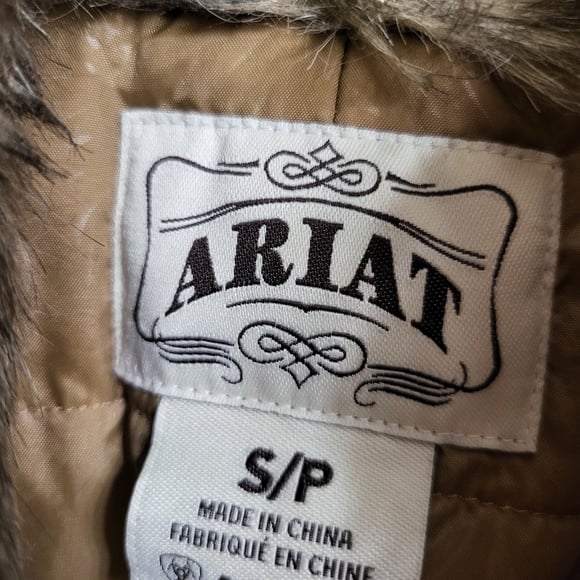 ARIAT
S/P
MADE IN CHINA
FABRIQUÉ EN CHINE